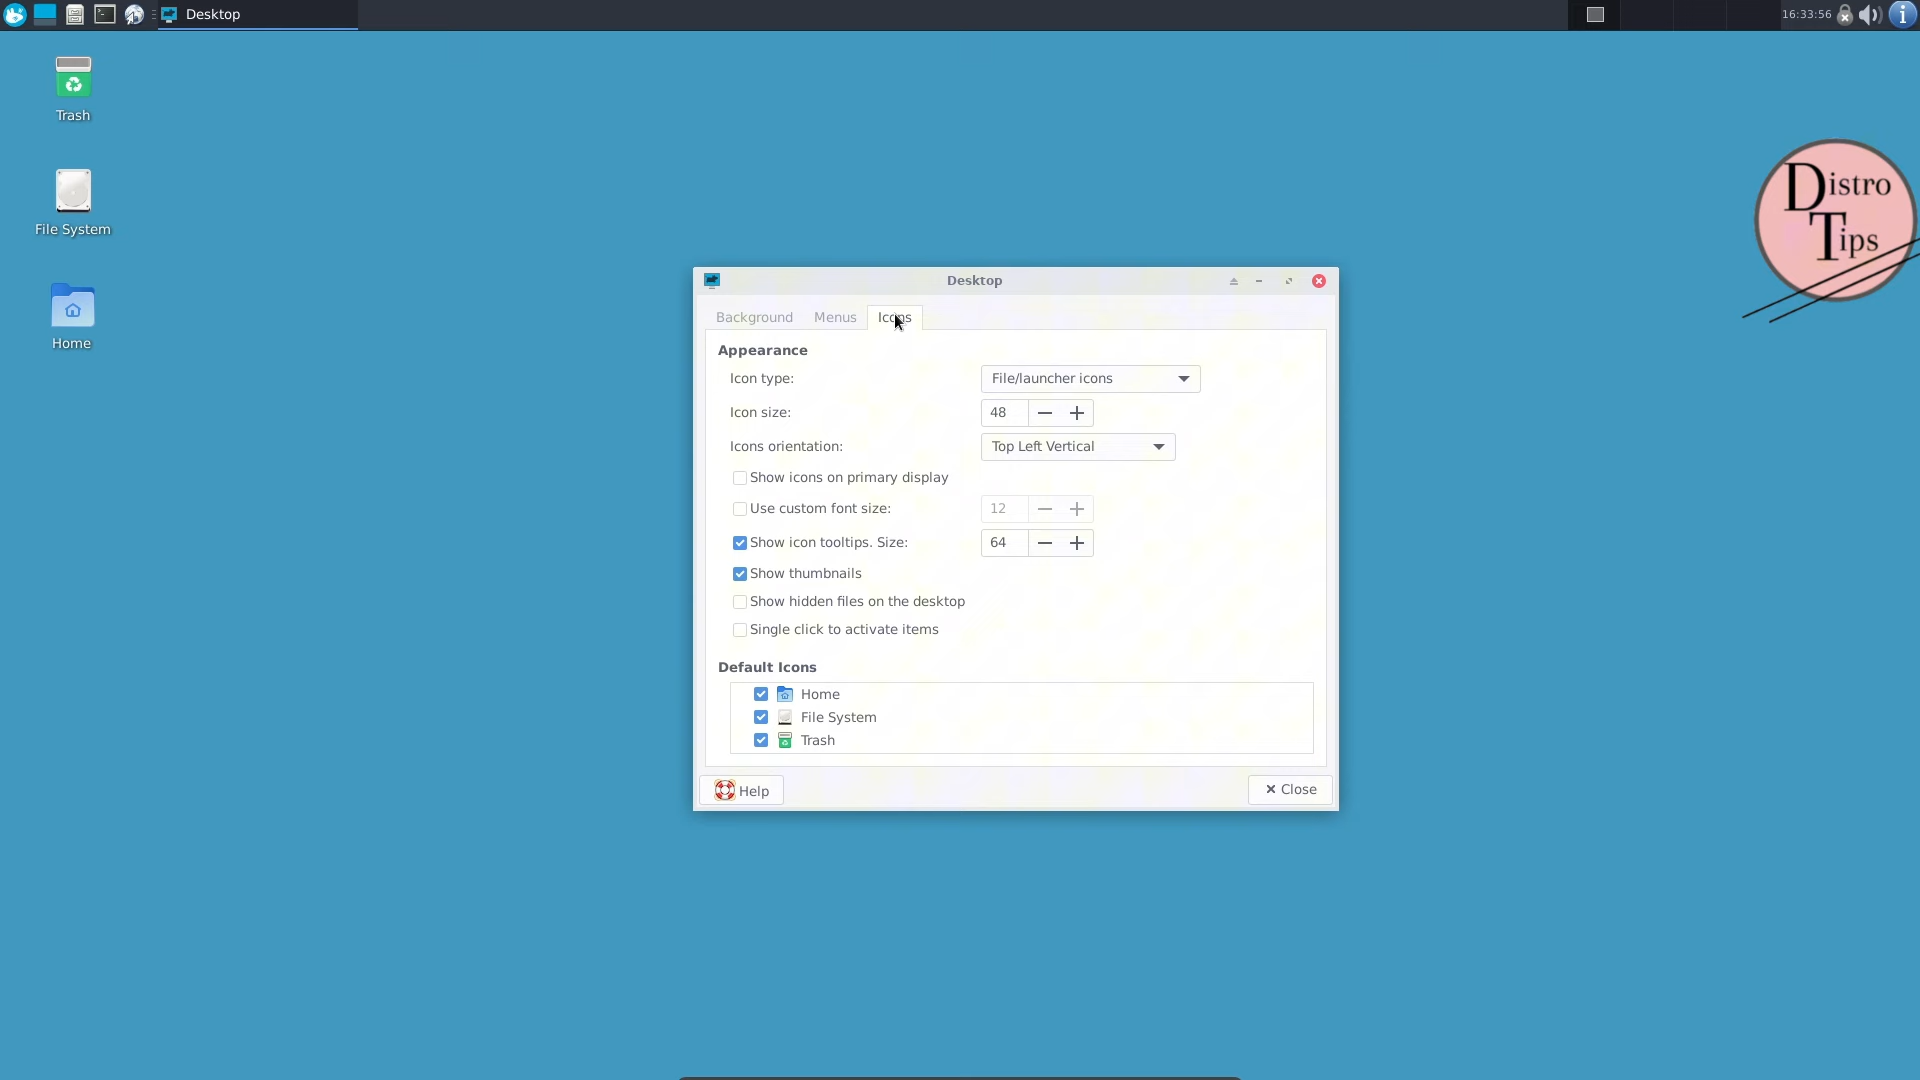 Desktop
16:33:56
Trash
File System
Home
Distro
Tips
Desktop
Background Menus Icons
Appearance
Icon type: File/launcher icons
Icon size: 48
Icons orientation: Top Left Vertical
Show icons on primary display
Use custom font size: 12
Show icon tooltips. Size: 64
Show thumbnails
Show hidden files on the desktop
Single click to activate items
Default Icons
Home
File System
Trash
Help Close